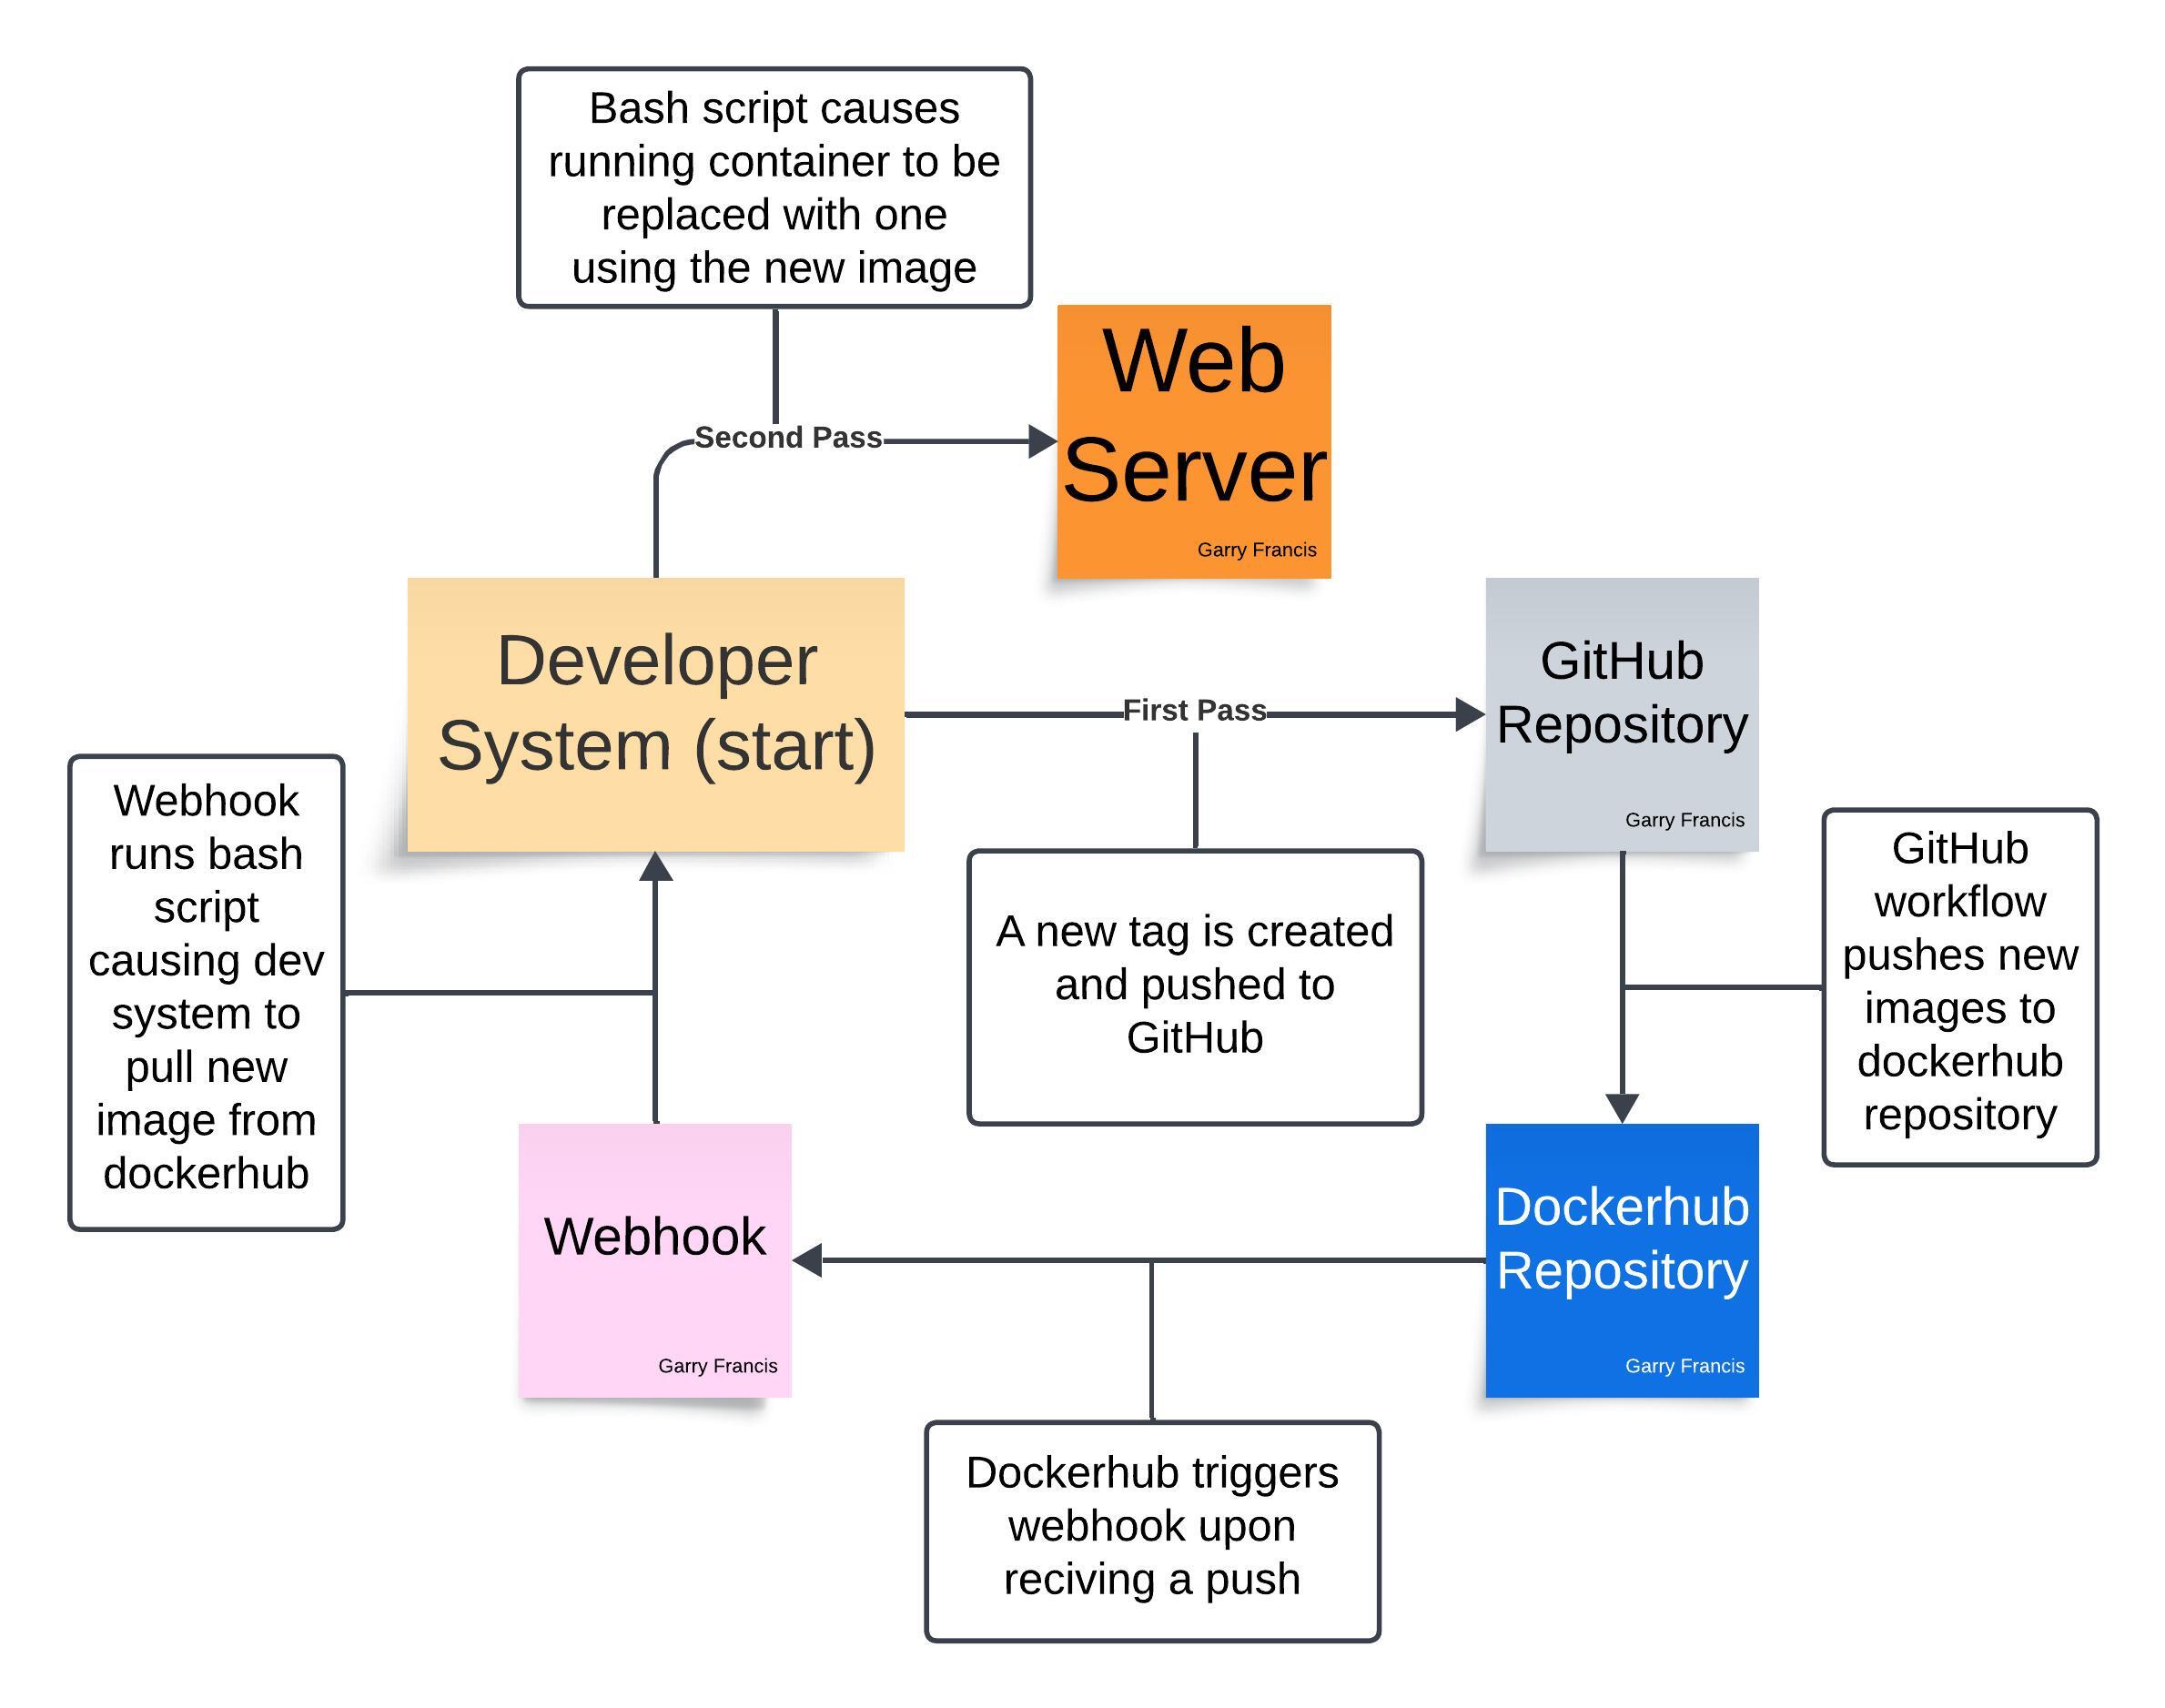 Bash script causes
running container to be
replaced with one
using the new image
Web
Server
Garry Francis
Second Pass
Developer
System (start)
First Pass
GitHub
Repository
Garry Francis
Webhook
runs bash
script
causing dev
system to
pull new
image from
dockerhub
A new tag is created
and pushed to
GitHub
GitHub
workflow
pushes new
images to
dockerhub
repository
Webhook
Garry Francis
Dockerhub
Repository
Garry Francis
Dockerhub triggers
webhook upon
reciving a push